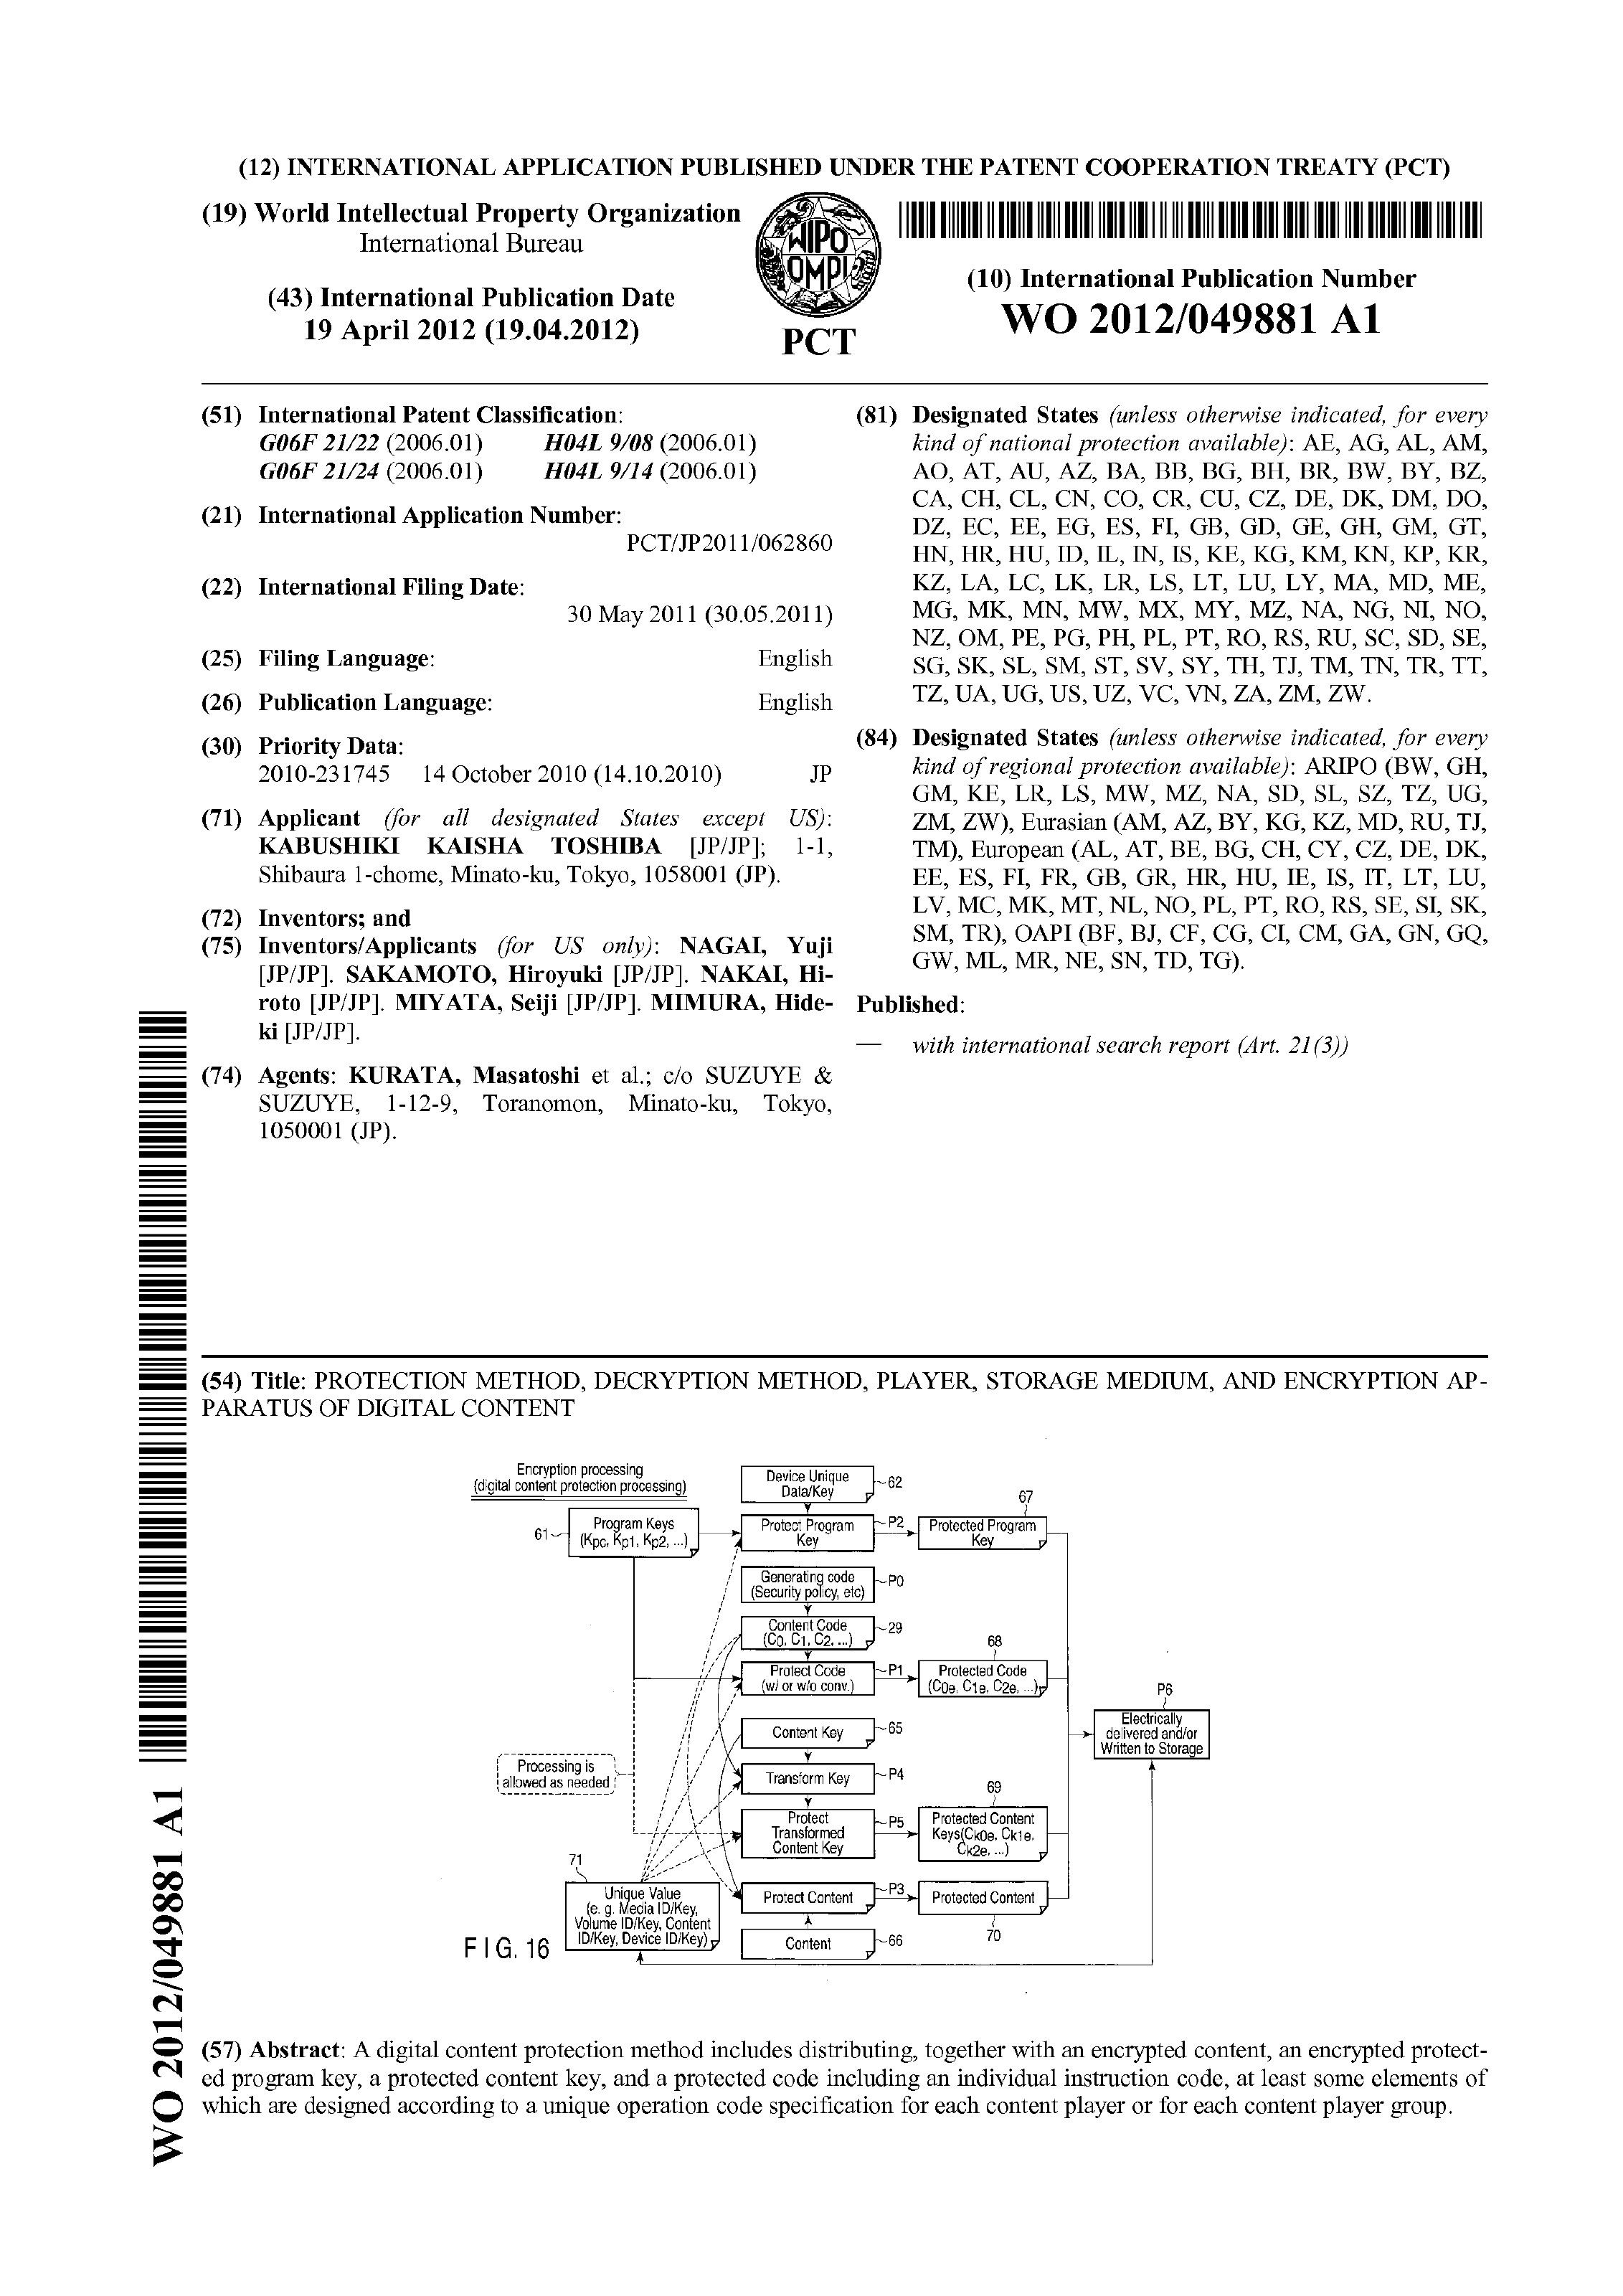 (12) INTERNATIONAL APPLICATION PUBLISHED UNDER THE PATENT COOPERATION TREATY (PCT)
(19) World Intellectual Property Organization
International Bureau
(43) International Publication Date
19 April 2012 (19.04.2012)
WIPO
OMPI
PCT
(10) International Publication Number
WO 2012/049881 A1
(51) International Patent Classification:
G06F 21/22 (2006.01) H04L 9/08 (2006.01)
G06F 21/24 (2006.01) H04L 9/14 (2006.01)
(21) International Application Number:
PCT/JP2011/062860
(22) International Filing Date:
30 May 2011 (30.05.2011)
(25) Filing Language: English
(26) Publication Language: English
(30) Priority Data:
2010-231745 14 October 2010 (14.10.2010) JP
(71) Applicant (for all designated States except US):
KABUSHIKI KAISHA TOSHIBA [JP/JP]; 1-1,
Shibaura 1-chome, Minato-ku, Tokyo, 1058001 (JP).
(72) Inventors; and
(75) Inventors/Applicants (for US only): NAGAI, Yuji
[JP/JP]. SAKAMOTO, Hiroyuki [JP/JP]. NAKAI, Hi-
roto [JP/JP]. MIYATA, Seiji [JP/JP]. MIMURA, Hide-
ki [JP/JP].
(74) Agents: KURATA, Masatoshi et al.; c/o SUZUYE &
SUZUYE, 1-12-9, Toranomon, Minato-ku, Tokyo,
1050001 (JP).
(81) Designated States (unless otherwise indicated, for every
kind of national protection available): AE, AG, AL, AM,
AO, AT, AU, AZ, BA, BB, BG, BH, BR, BW, BY, BZ,
CA, CH, CL, CN, CO, CR, CU, CZ, DE, DK, DM, DO,
DZ, EC, EE, EG, ES, FI, GB, GD, GE, GH, GM, GT,
HN, HR, HU, ID, IL, IN, IS, KE, KG, KM, KN, KP, KR,
KZ, LA, LC, LK, LR, LS, LT, LU, LY, MA, MD, ME,
MG, MK, MN, MW, MX, MY, MZ, NA, NG, NI, NO,
NZ, OM, PE, PG, PH, PL, PT, RO, RS, RU, SC, SD, SE,
SG, SK, SL, SM, ST, SV, SY, TH, TJ, TM, TN, TR, TT,
TZ, UA, UG, US, UZ, VC, VN, ZA, ZM, ZW.
(84) Designated States (unless otherwise indicated, for every
kind of regional protection available): ARIPO (BW, GH,
GM, KE, LR, LS, MW, MZ, NA, SD, SL, SZ, TZ, UG,
ZM, ZW), Eurasian (AM, AZ, BY, KG, KZ, MD, RU, TJ,
TM), European (AL, AT, BE, BG, CH, CY, CZ, DE, DK,
EE, ES, FI, FR, GB, GR, HR, HU, IE, IS, IT, LT, LU,
LV, MC, MK, MT, NL, NO, PL, PT, RO, RS, SE, SI, SK,
SM, TR), OAPI (BF, BJ, CF, CG, CI, CM, GA, GN, GQ,
GW, ML, MR, NE, SN, TD, TG).
Published:
— with international search report (Art. 21(3))
(54) Title: PROTECTION METHOD, DECRYPTION METHOD, PLAYER, STORAGE MEDIUM, AND ENCRYPTION AP-
PARATUS OF DIGITAL CONTENT
Encryption processing
(digital content protection processing)
61
Program Keys
(Kpc, Kp1, Kp2, ...)
Device Unique
Data/Key
62
Protect Program
Key
P2
67
Protected Program
Key
Generating code
(Security policy, etc)
P0
Content Code
(C0, C1, C2, ...)
29
Protect Code
(w/ or w/o conv.)
P1
68
Protected Code
(C0e, C1e, C2e, ...)
P6
Electrically
delivered and/or
Written to Storage
Content Key
65
Processing is
allowed as needed
Transform Key
P4
Protect
Transformed
Content Key
P5
69
Protected Content
Keys(Ck0e, Ck1e,
Ck2e, ...)
71
Unique Value
(e. g. Media ID/Key,
Volume ID/Key, Content
ID/Key, Device ID/Key)
Protect Content
P3
Protected Content
70
Content
66
FIG. 16
(57) Abstract: A digital content protection method includes distributing, together with an encrypted content, an encrypted protect-
ed program key, a protected content key, and a protected code including an individual instruction code, at least some elements of
which are designed according to a unique operation code specification for each content player or for each content player group.
WO 2012/049881 A1